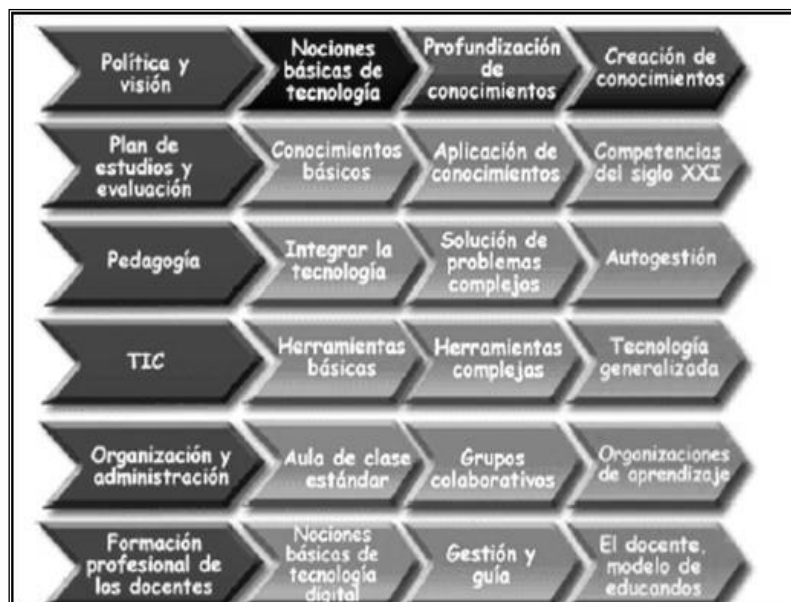 Política y
visión
Nociones
básicas de
tecnología
Profundización
de
conocimientos
Creación de
conocimientos
Plan de
estudios y
evaluación
Conocimientos
básicos
Aplicación de
conocimientos
Competencias
del siglo XXI
Pedagogía
Integrar la
tecnología
Solución de
problemas
complejos
Autogestión
TIC
Herramientas
básicas
Herramientas
complejas
Tecnología
generalizada
Organización y
administración
Aula de clase
estándar
Grupos
colaborativos
Organizaciones
de aprendizaje
Formación
profesional de
los docentes
Nociones
básicas de
tecnología
digital
Gestión y
guía
El docente,
modelo de
educandos